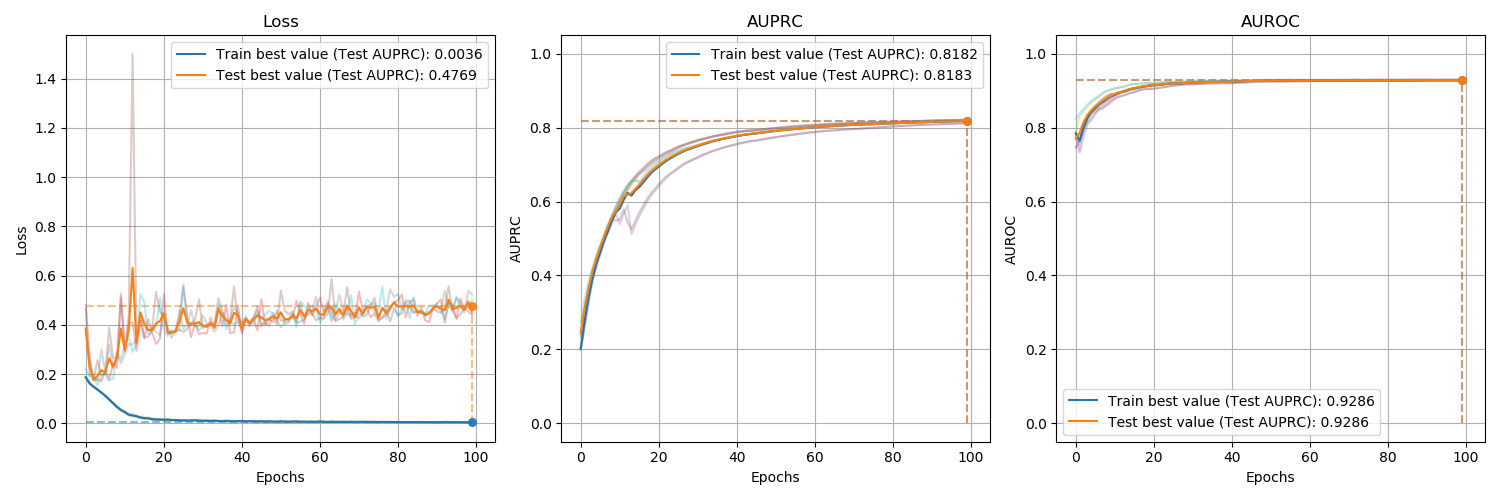 Loss
Train best value (Test AUPRC): 0.0036
Test best value (Test AUPRC): 0.4769
1.4
1.2
1.0
0.8
0.6
0.4
0.2
0.0
Loss
0 20 40 60 80 100
Epochs
AUPRC
Train best value (Test AUPRC): 0.8182
Test best value (Test AUPRC): 0.8183
1.0
0.8
0.6
0.4
0.2
0.0
AUPRC
0 20 40 60 80 100
Epochs
AUROC
1.0
0.8
0.6
0.4
0.2
0.0
AUROC
Train best value (Test AUPRC): 0.9286
Test best value (Test AUPRC): 0.9286
0 20 40 60 80 100
Epochs